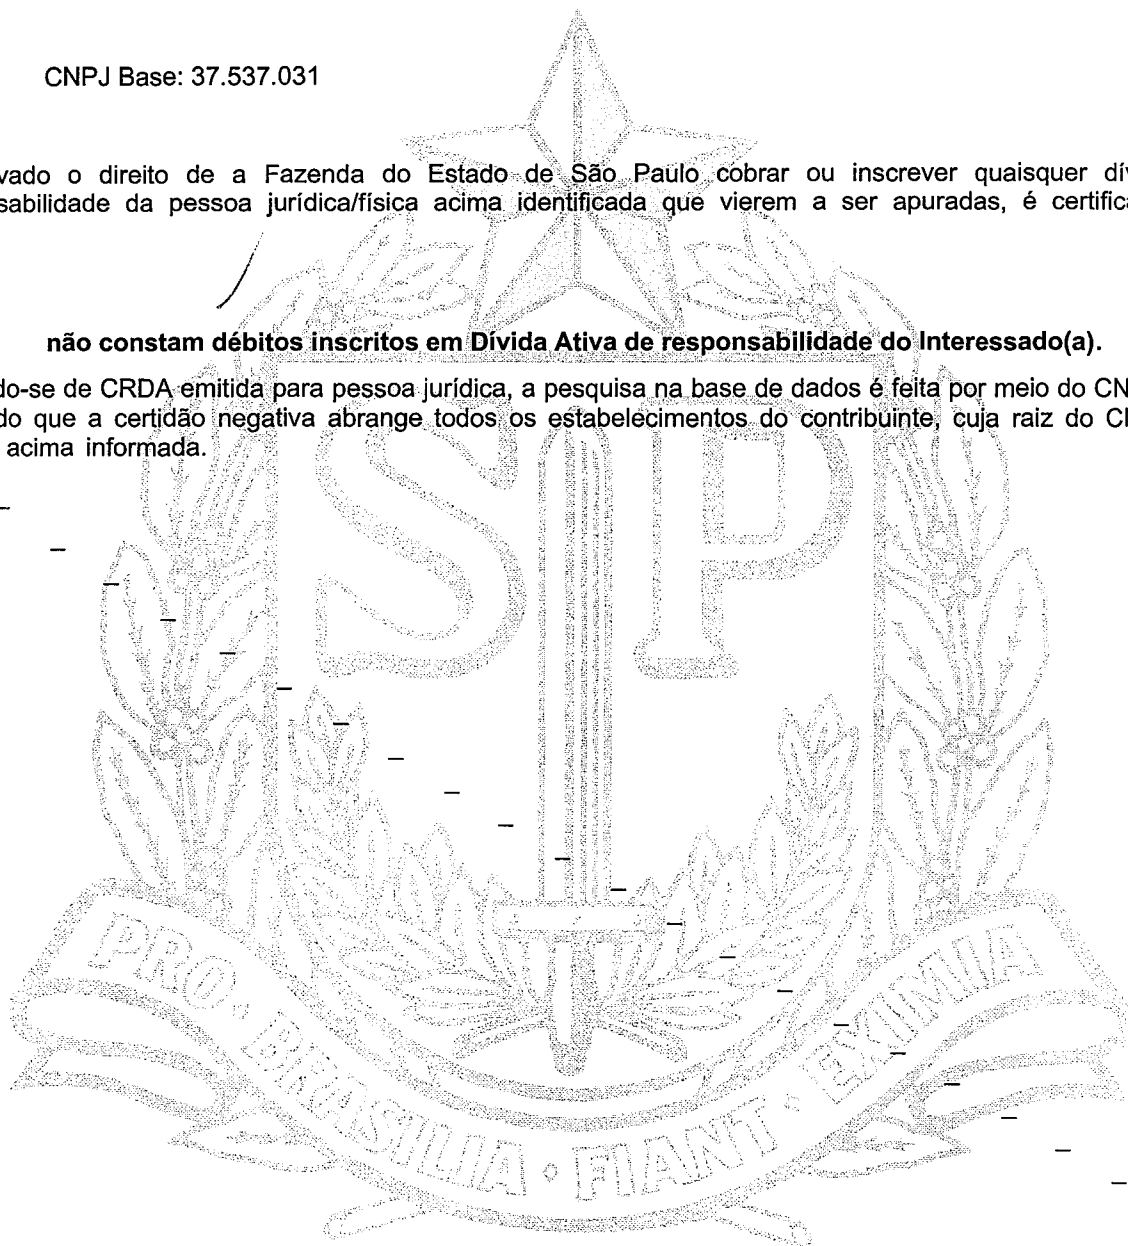 CNPJ Base: 37.537.031
vado o direito de a Fazenda do Estado de São Paulo cobrar ou inscrever quaisquer dív
sabilidade da pessoa jurídica/física acima identificada que vierem a ser apuradas, é certifica
não constam débitos inscritos em Dívida Ativa de responsabilidade do Interessado(a).
do-se de CRDA emitida para pessoa jurídica, a pesquisa na base de dados é feita por meio do CN
do que a certidão negativa abrange todos os estabelecimentos do contribuinte, cuja raiz do C
acima informada.
SP
PRO · BRASILIA · FIANT · EXIMIA